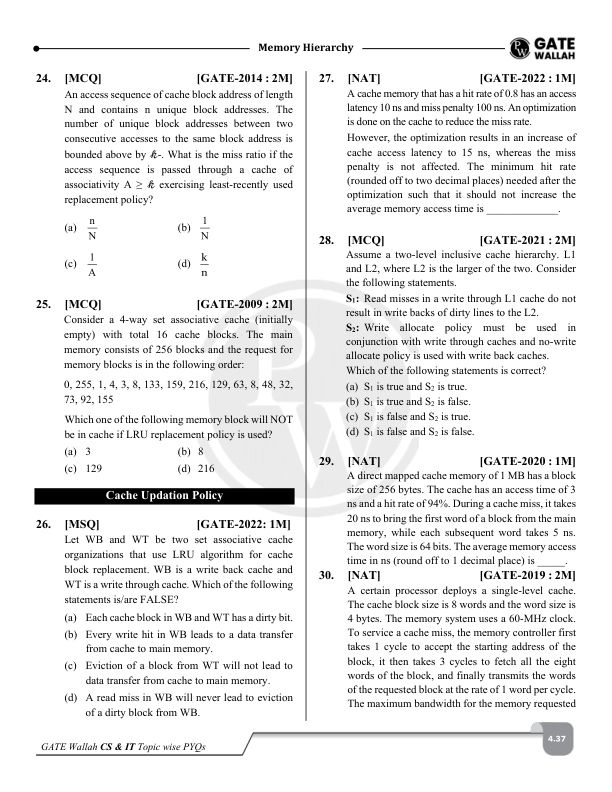 Memory Hierarchy
GATE
WALLAH
24. [MCQ] [GATE-2014 : 2M]
An access sequence of cache block address of length
N and contains n unique block addresses. The
number of unique block addresses between two
consecutive accesses to the same block address is
bounded above by k. What is the miss ratio if the
access sequence is passed through a cache of
associativity A ≥ k exercising least-recently used
replacement policy?
(a) n/N (b) 1/N
(c) 1/A (d) k/n
25. [MCQ] [GATE-2009 : 2M]
Consider a 4-way set associative cache (initially
empty) with total 16 cache blocks. The main
memory consists of 256 blocks and the request for
memory blocks is in the following order:
0, 255, 1, 4, 3, 8, 133, 159, 216, 129, 63, 8, 48, 32,
73, 92, 155
Which one of the following memory block will NOT
be in cache if LRU replacement policy is used?
(a) 3 (b) 8
(c) 129 (d) 216
Cache Updation Policy
26. [MSQ] [GATE-2022: 1M]
Let WB and WT be two set associative cache
organizations that use LRU algorithm for cache
block replacement. WB is a write back cache and
WT is a write through cache. Which of the following
statements is/are FALSE?
(a) Each cache block in WB and WT has a dirty bit.
(b) Every write hit in WB leads to a data transfer
from cache to main memory.
(c) Eviction of a block from WT will not lead to
data transfer from cache to main memory.
(d) A read miss in WB will never lead to eviction
of a dirty block from WB.
27. [NAT] [GATE-2022 : 1M]
A cache memory that has a hit rate of 0.8 has an access
latency 10 ns and miss penalty 100 ns. An optimization
is done on the cache to reduce the miss rate.
However, the optimization results in an increase of
cache access latency to 15 ns, whereas the miss
penalty is not affected. The minimum hit rate
(rounded off to two decimal places) needed after the
optimization such that it should not increase the
average memory access time is _____________.
28. [MCQ] [GATE-2021 : 2M]
Assume a two-level inclusive cache hierarchy. L1
and L2, where L2 is the larger of the two. Consider
the following statements.
S₁: Read misses in a write through L1 cache do not
result in write backs of dirty lines to the L2.
S₂: Write allocate policy must be used in
conjunction with write through caches and no-write
allocate policy is used with write back caches.
Which of the following statements is correct?
(a) S₁ is true and S₂ is true.
(b) S₁ is true and S₂ is false.
(c) S₁ is false and S₂ is true.
(d) S₁ is false and S₂ is false.
29. [NAT] [GATE-2020 : 1M]
A direct mapped cache memory of 1 MB has a block
size of 256 bytes. The cache has an access time of 3
ns and a hit rate of 94%. During a cache miss, it takes
20 ns to bring the first word of a block from the main
memory, while each subsequent word takes 5 ns.
The word size is 64 bits. The average memory access
time in ns (round off to 1 decimal place) is _____.
30. [NAT] [GATE-2019 : 2M]
A certain processor deploys a single-level cache.
The cache block size is 8 words and the word size is
4 bytes. The memory system uses a 60-MHz clock.
To service a cache miss, the memory controller first
takes 1 cycle to accept the starting address of the
block, it then takes 3 cycles to fetch all the eight
words of the block, and finally transmits the words
of the requested block at the rate of 1 word per cycle.
The maximum bandwidth for the memory requested
GATE Wallah CS & IT Topic wise PYQs
4.37